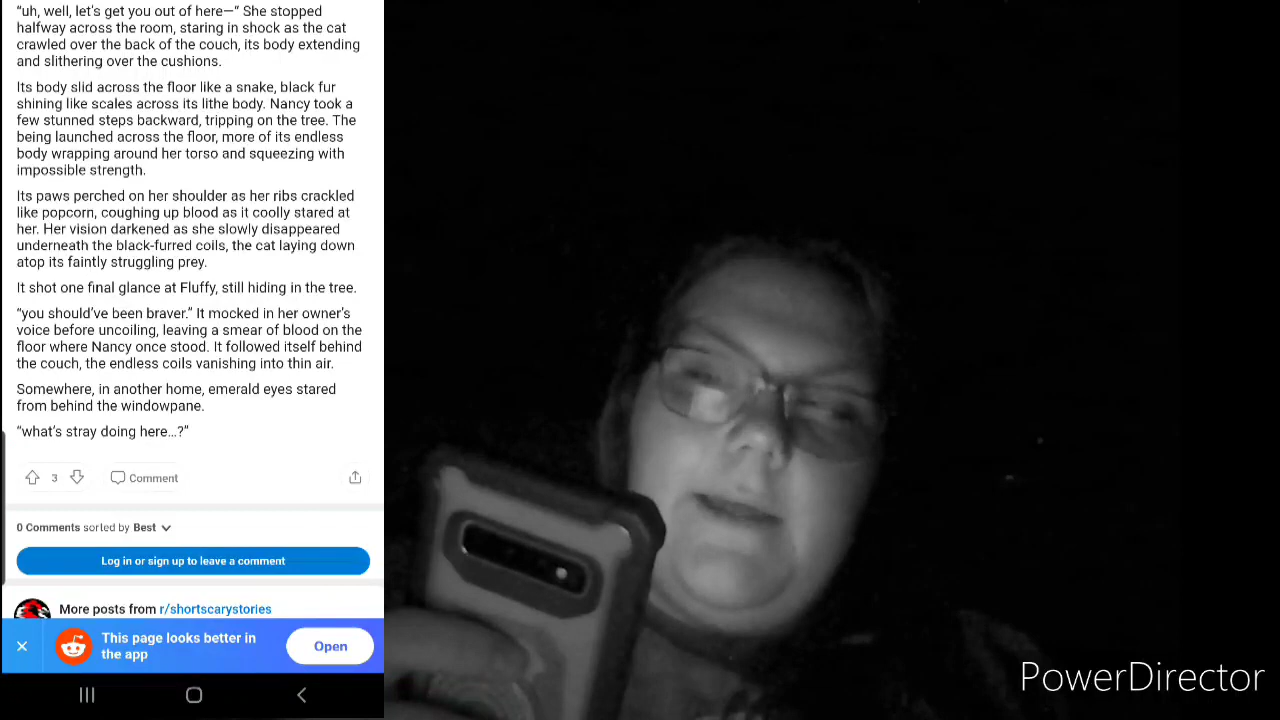 “uh, well, let's get you out of here—“ She stopped
halfway across the room, staring in shock as the cat
crawled over the back of the couch, its body extending
and slithering over the cushions.
Its body slid across the floor like a snake, black fur
shining like scales across its lithe body. Nancy took a
few stunned steps backward, tripping on the tree. The
being launched across the floor, more of its endless
body wrapping around her torso and squeezing with
impossible strength.
Its paws perched on her shoulder as her ribs crackled
like popcorn, coughing up blood as it coolly stared at
her. Her vision darkened as she slowly disappeared
underneath the black-furred coils, the cat laying down
atop its faintly struggling prey.
It shot one final glance at Fluffy, still hiding in the tree.
“you should’ve been braver.” It mocked in her owner's
voice before uncoiling, leaving a smear of blood on the
floor where Nancy once stood. It followed itself behind
the couch, the endless coils vanishing into thin air.
Somewhere, in another home, emerald eyes stared
from behind the windowpane.
“what’s stray doing here…?”
3 Comment
0 Comments sorted by Best
Log in or sign up to leave a comment
More posts from r/shortscarystories
This page looks better in
the app
Open
PowerDirector